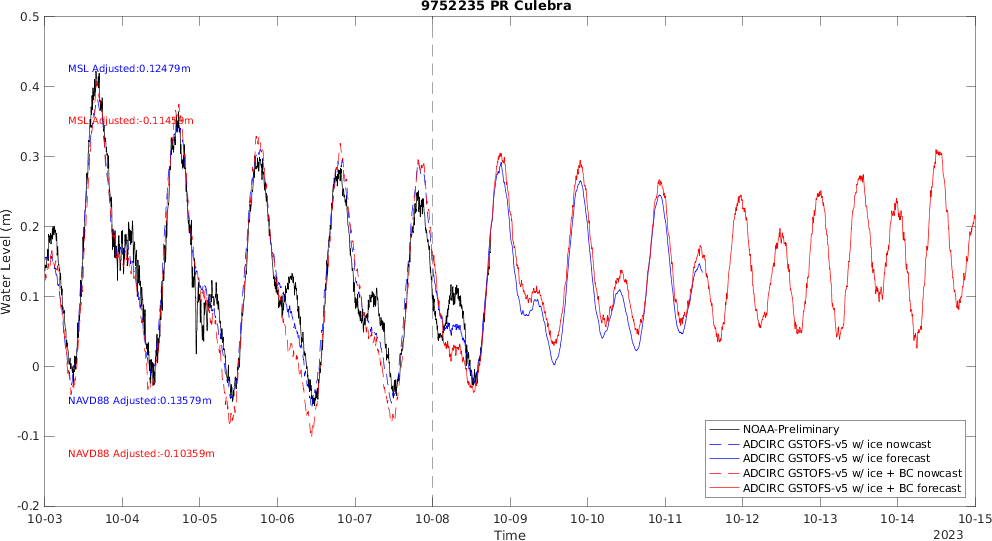 9752235 PR Culebra
0.5
0.4
0.3
0.2
0.1
0
-0.1
-0.2
Water Level (m)
MSL Adjusted:0.12479m
MSL Adjusted:-0.11459m
NAVD88 Adjusted:0.13579m
NAVD88 Adjusted:-0.10359m
NOAA-Preliminary
ADCIRC GSTOFS-v5 w/ ice nowcast
ADCIRC GSTOFS-v5 w/ ice forecast
ADCIRC GSTOFS-v5 w/ ice + BC nowcast
ADCIRC GSTOFS-v5 w/ ice + BC forecast
10-03 10-04 10-05 10-06 10-07 10-08 10-09 10-10 10-11 10-12 10-13 10-14 10-15
Time
2023